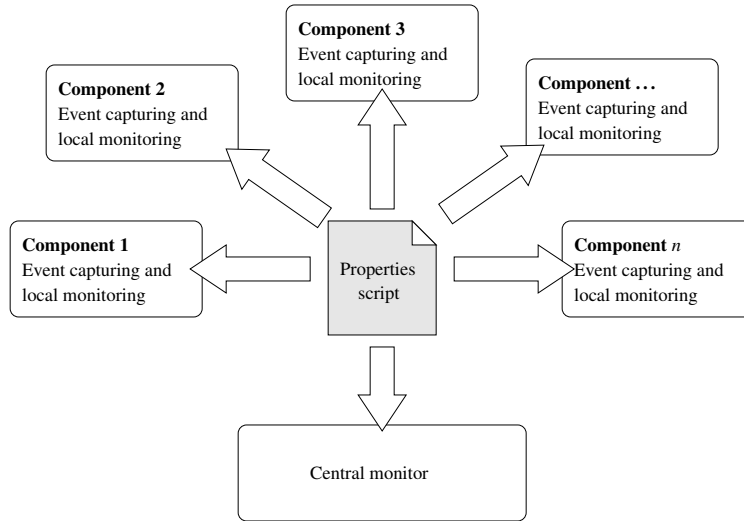 Component 3
Event capturing and
local monitoring
Component 2
Event capturing and
local monitoring
Component ...
Event capturing and
local monitoring
Component 1
Event capturing and
local monitoring
Properties
script
Component n
Event capturing and
local monitoring
Central monitor